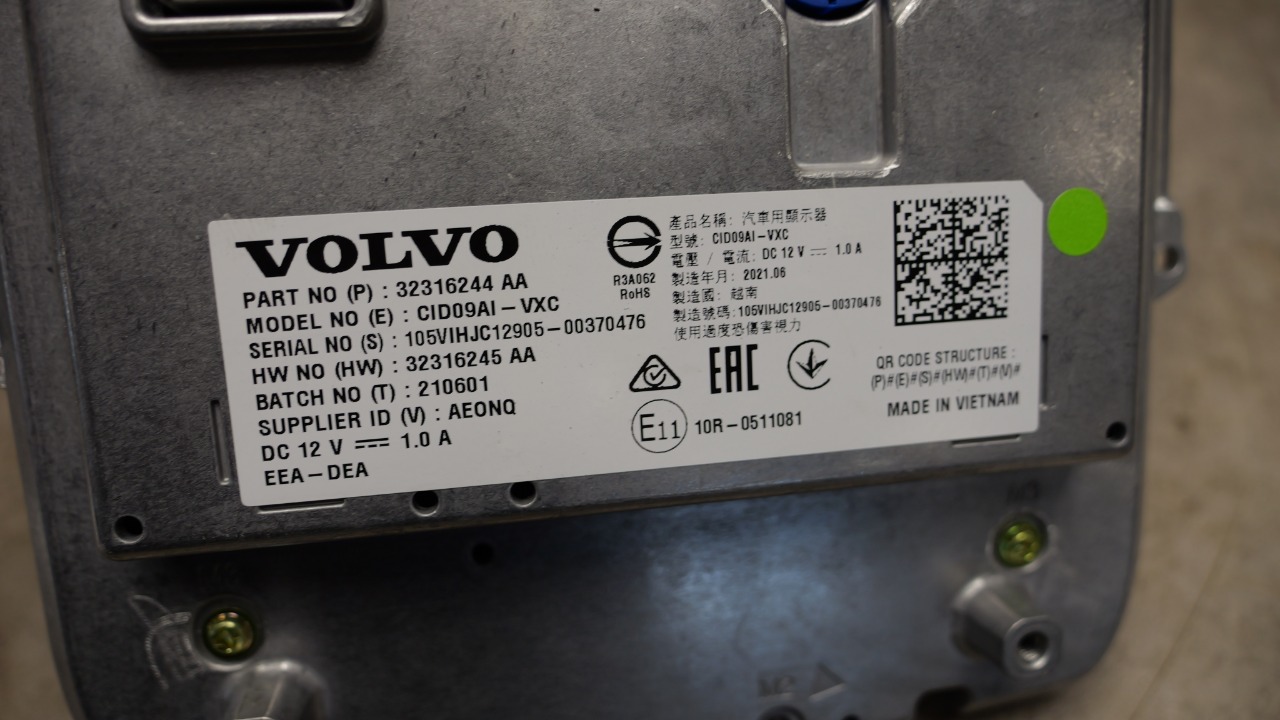 VOLVO
PART NO (P) : 32316244 AA
MODEL NO (E) : CID09AI-VXC
SERIAL NO (S) : 105VIHJC12905-00370476
HW NO (HW) : 32316245 AA
BATCH NO (T) : 210601
SUPPLIER ID (V) : AEONQ
DC 12 V ⎓ 1.0 A
EEA-DEA
R3A062
RoHS
產品名稱: 汽車用顯示器
型號: CID09AI-VXC
電壓 / 電流: DC 12 V ⎓ 1.0 A
製造年月: 2021.06
製造國: 越南
製造號碼:105VIHJC12905-00370476
使用過度恐傷害視力
EAC
E11 10R-0511081
QR CODE STRUCTURE :
(P)#(E)#(S)#(HW)#(T)#(V)#
MADE IN VIETNAM